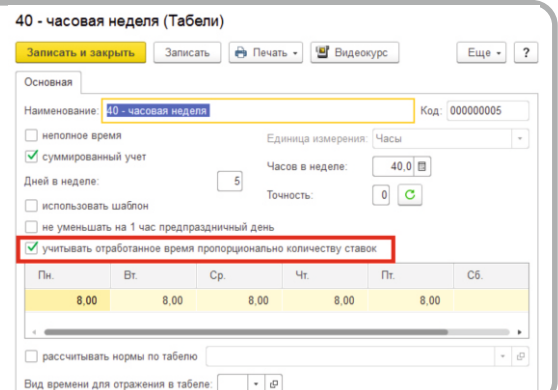 40 - часовая неделя (Табели)
Записать и закрыть Записать Печать Видеокурс Еще ?
Основная
Наименование: 40 - часовая неделя Код: 000000005
неполное время Единица измерения: Часы
суммированный учет Часов в неделе: 40,0
Дней в неделе: 5 Точность: 0
использовать шаблон
не уменьшать на 1 час предпраздничный день
учитывать отработанное время пропорционально количеству ставок
Пн. Вт. Ср. Чт. Пт. Сб.
8,00 8,00 8,00 8,00 8,00
рассчитывать нормы по табелю
Вид времени для отражения в табеле: